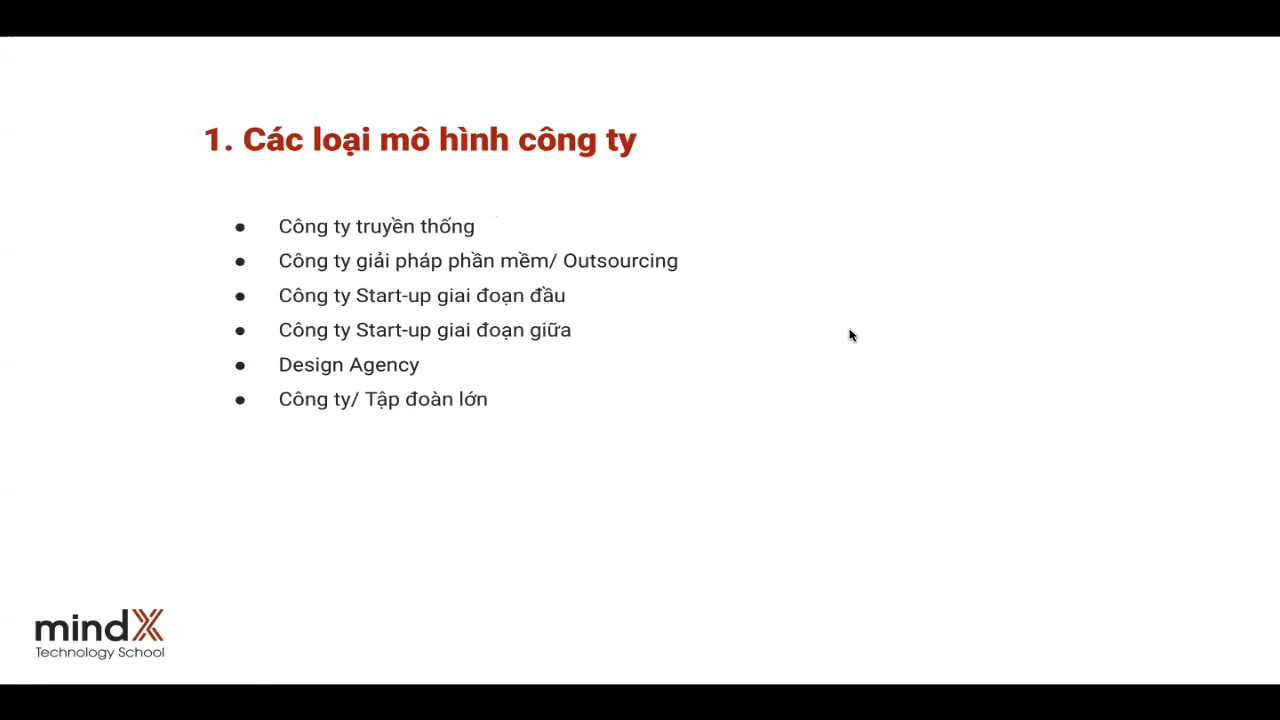 1. Các loại mô hình công ty
● Công ty truyền thống
● Công ty giải pháp phần mềm/ Outsourcing
● Công ty Start-up giai đoạn đầu
● Công ty Start-up giai đoạn giữa
● Design Agency
● Công ty/ Tập đoàn lớn
mindX
Technology School